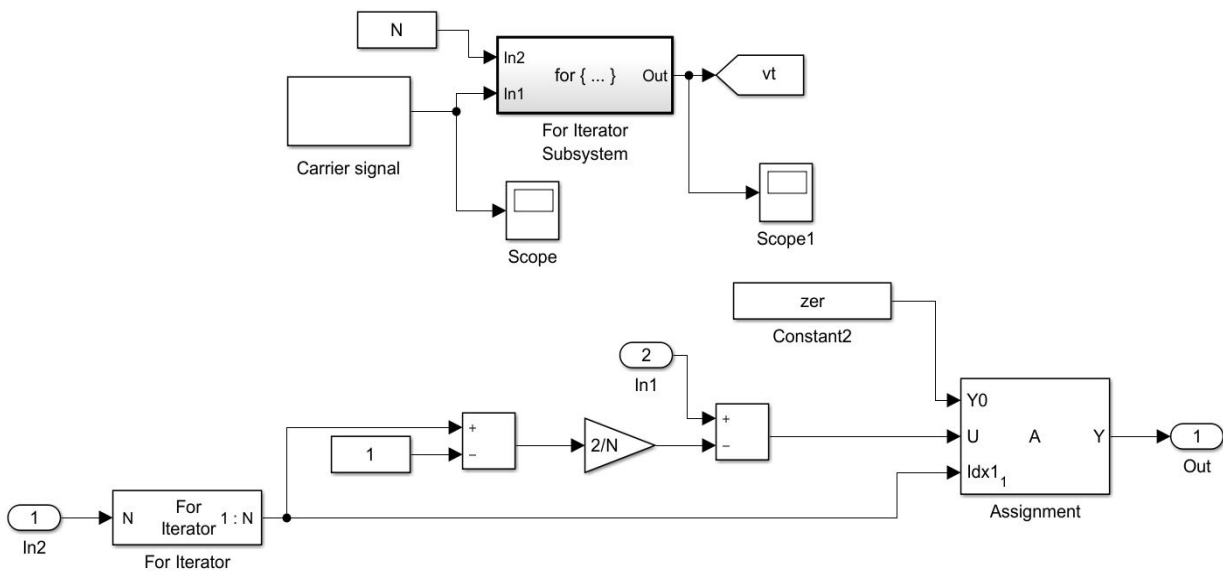 N
In2
for { ... }
Out
vt
In1
For Iterator
Subsystem
Carrier signal
Scope
Scope1
zer
Constant2
2
In1
Y0
+
+
−
U
A
Y
1
2/N
−
1
Out
Idx1
1
Assignment
1
N
For
Iterator
1 : N
In2
For Iterator